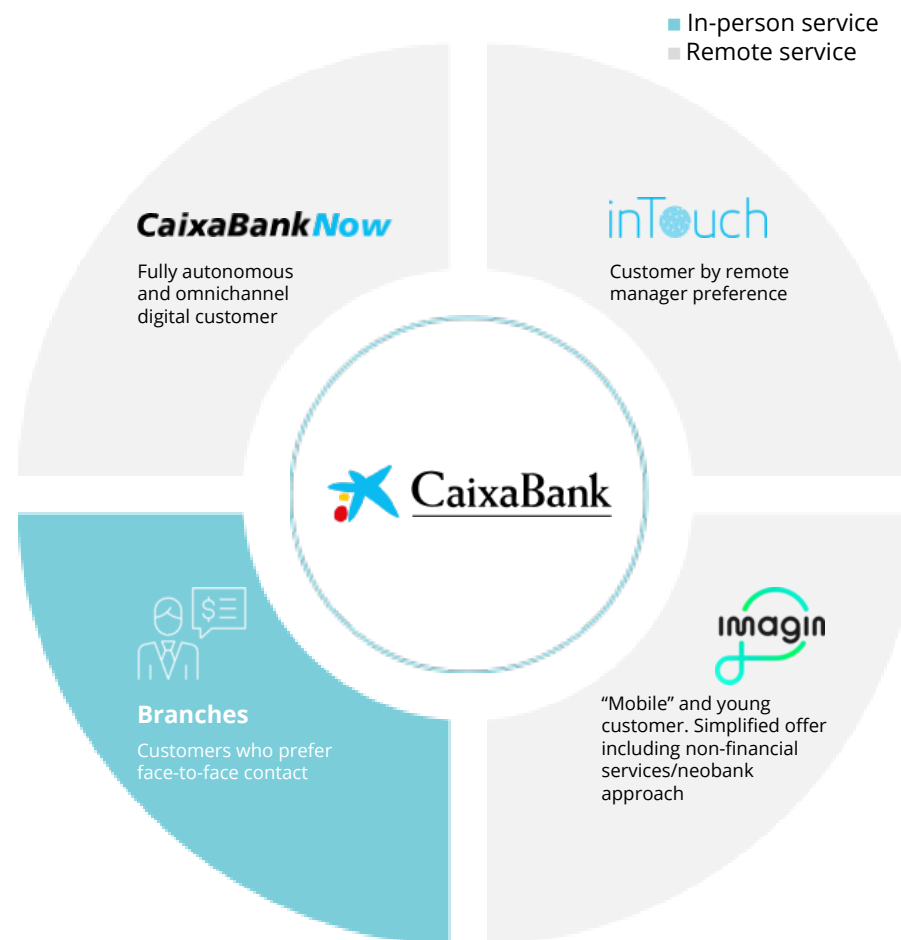 In-person service
Remote service
CaixaBankNow
Fully autonomous
and omnichannel
digital customer
inTouch
Customer by remote
manager preference
CaixaBank
$
Branches
Customers who prefer
face-to-face contact
imagin
“Mobile” and young
customer. Simplified offer
including non-financial
services/neobank
approach